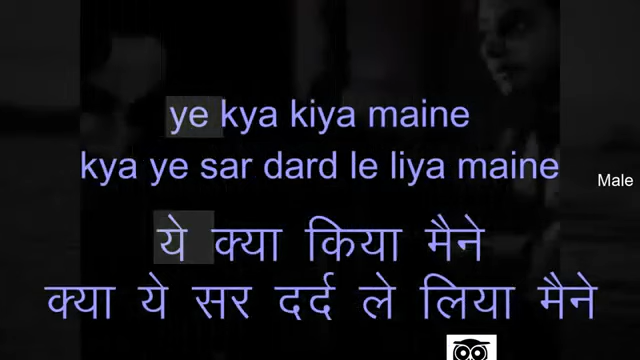 ye kya kiya maine
kya ye sar dard le liya maine
Male
ये क्या किया मैने
क्या ये सर दर्द ले लिया मैने